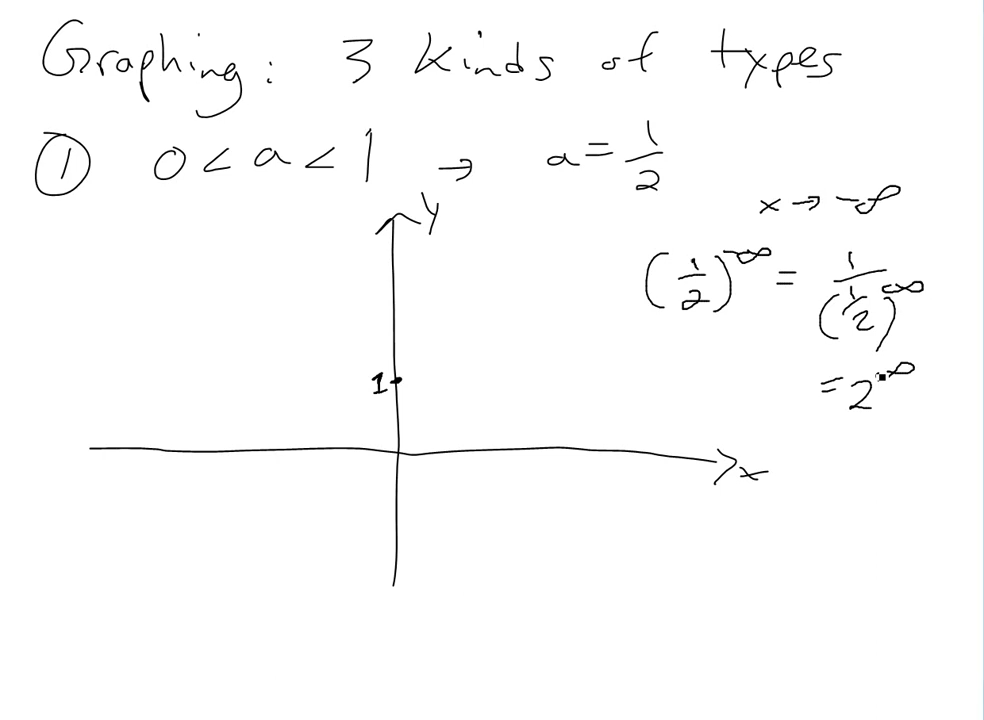 Graphing: 3 kinds of types
① 0 < a < 1 → a = 1/2
x → -∞
(1/2)^-∞ = 1/(1/2)^∞
= 2^∞
y
1
x